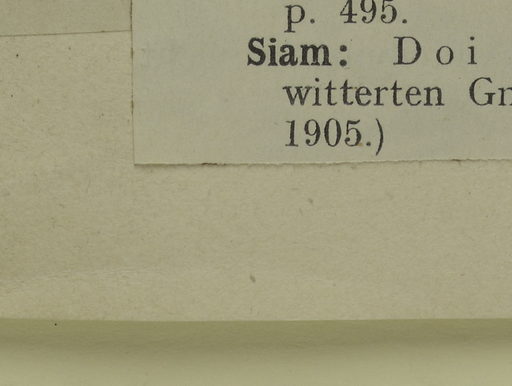 p. 495.
Siam: Doi
witterten
1905.)